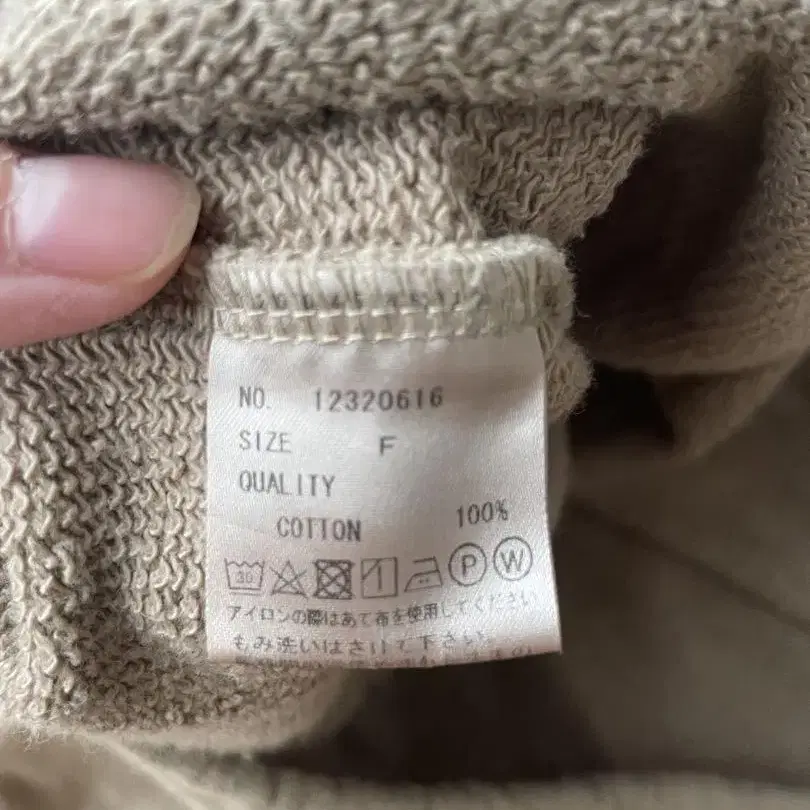 NO. 12320616
SIZE F
QUALITY
COTTON 100%
30 P W
アイロンの際はあて布を使用してください
もみ洗いはさけて下さい